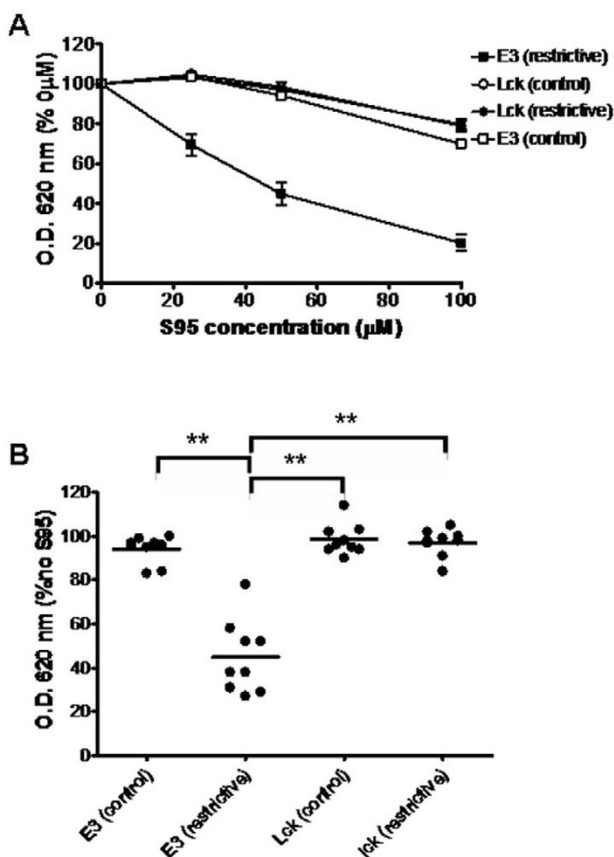 A
120
100
80
60
40
20
0
O.D. 620 nm (% 0µM)
0 20 40 60 80 100
S95 concentration (µM)
E3 (restrictive)
Lck (control)
Lck (restrictive)
E3 (control)
B
**
**
**
120
100
80
60
40
20
0
O.D. 620 nm (%no S95)
E3 (control)
E3 (restrictive)
Lck (control)
lck (restrictive)